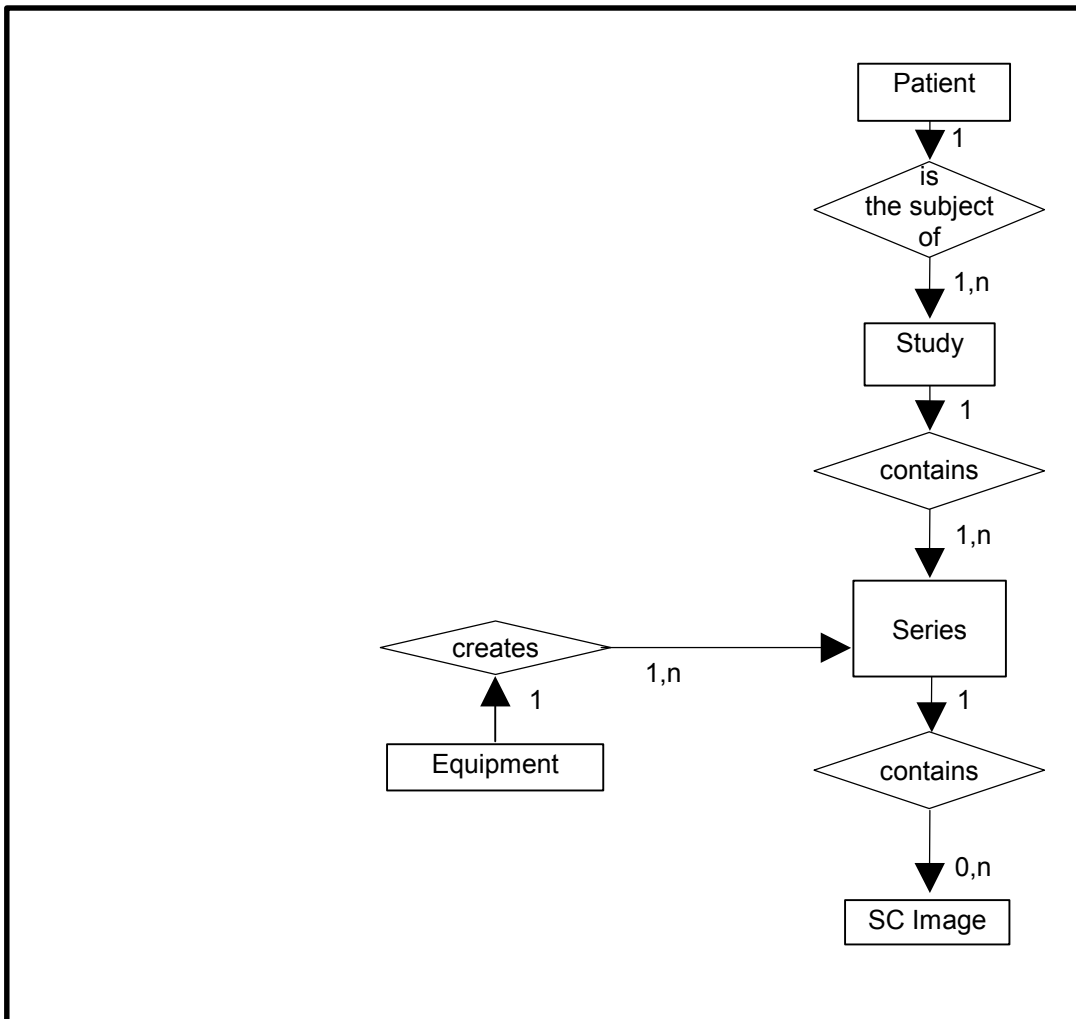 Patient
1
is
the subject
of
1,n
Study
1
contains
1,n
Series
creates
1,n
1
1
Equipment
contains
0,n
SC Image